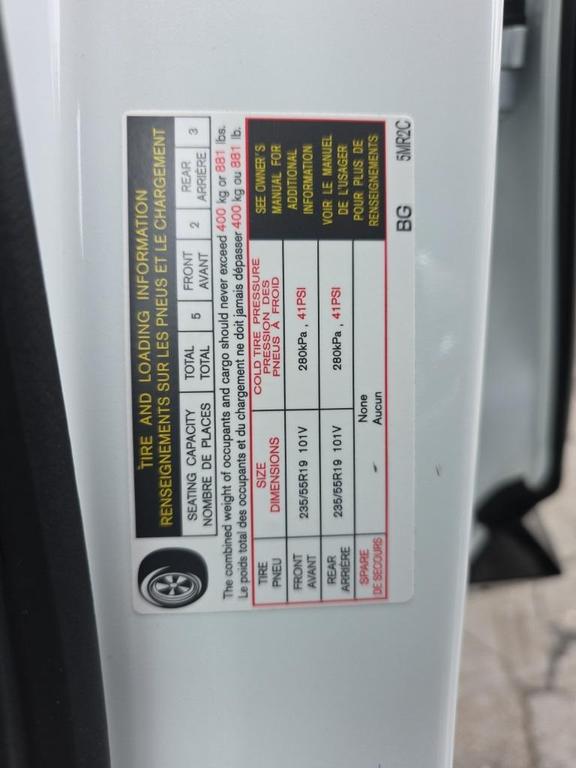 TIRE AND LOADING INFORMATION
RENSEIGNEMENTS SUR LES PNEUS ET LE CHARGEMENT
SEATING CAPACITY TOTAL 5 FRONT 2 REAR 3
NOMBRE DE PLACES TOTAL AVANT ARRIÈRE
The combined weight of occupants and cargo should never exceed 400 kg or 881 lbs.
Le poids total des occupants et du chargement ne doit jamais dépasser 400 kg ou 881 lb.
TIRE SIZE COLD TIRE PRESSURE
PNEU DIMENSIONS PRESSION DES
PNEUS À FROID
FRONT 235/55R19 101V 280kPa , 41PSI
AVANT
REAR 235/55R19 101V 280kPa , 41PSI
ARRIÈRE
SPARE - None
DE SECOURS Aucun
SEE OWNER'S
MANUAL FOR
ADDITIONAL
INFORMATION
VOIR LE MANUEL
DE L'USAGER
POUR PLUS DE
RENSEIGNEMENTS
BG 5MR2C